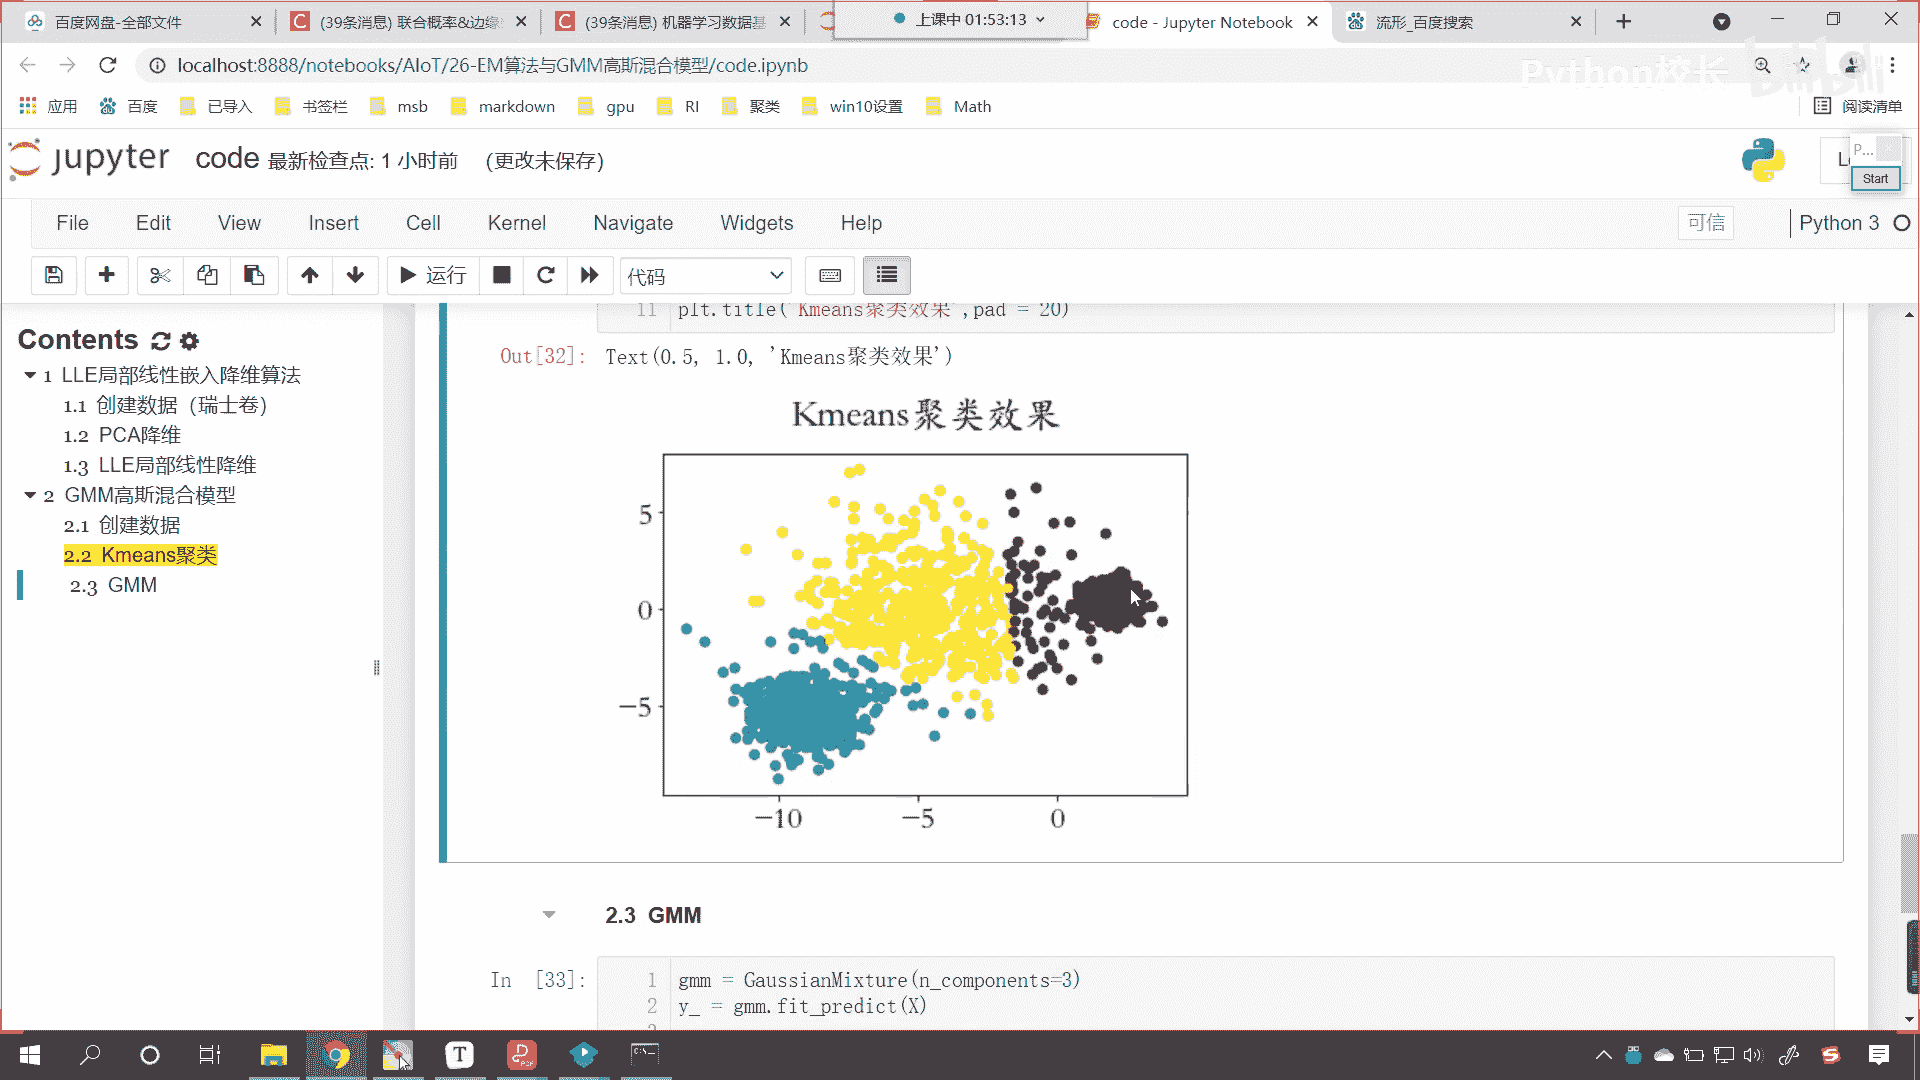 百度网盘-全部文件
(39条消息) 联合概率&边缘
(39条消息) 机器学习数据基
上课中 01:53:13
code - Jupyter Notebook
流形_百度搜索
localhost:8888/notebooks/AIoT/26-EM算法与GMM高斯混合模型/code.ipynb
Python校长
bilibili
应用
百度
已导入
书签栏
msb
markdown
gpu
RI
聚类
win10设置
Math
阅读清单
jupyter
code 最新检查点: 1 小时前 (更改未保存)
P...
Start
File Edit View Insert Cell Kernel Navigate Widgets Help
可信
Python 3
运行
代码
Contents
1 LLE局部线性嵌入降维算法
1.1 创建数据（瑞士卷）
1.2 PCA降维
1.3 LLE局部线性降维
2 GMM高斯混合模型
2.1 创建数据
2.2 Kmeans聚类
2.3 GMM
11 plt.title('Kmeans聚类效果',pad = 20)
Out[32]: Text(0.5, 1.0, 'Kmeans聚类效果')
Kmeans聚类效果
5
0
−5
−10
−5
0
2.3 GMM
In [33]:
1 gmm = GaussianMixture(n_components=3)
2 y_ = gmm.fit_predict(X)